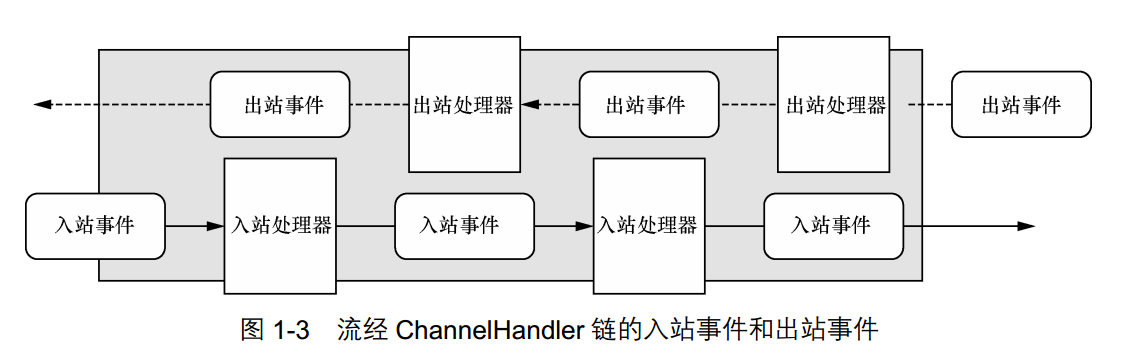 出站事件
出站处理器
出站事件
出站处理器
出站事件
入站事件
入站处理器
入站事件
入站处理器
入站事件
图 1-3 流经 ChannelHandler 链的入站事件和出站事件